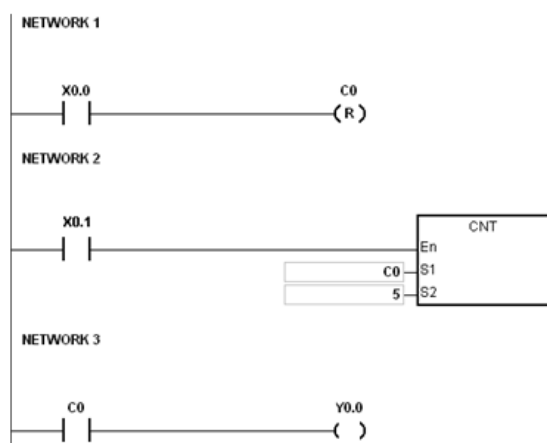 NETWORK 1
X0.0 C0
( R )
NETWORK 2
X0.1
CNT
En
C0 S1
5 S2
NETWORK 3
C0 Y0.0
( )